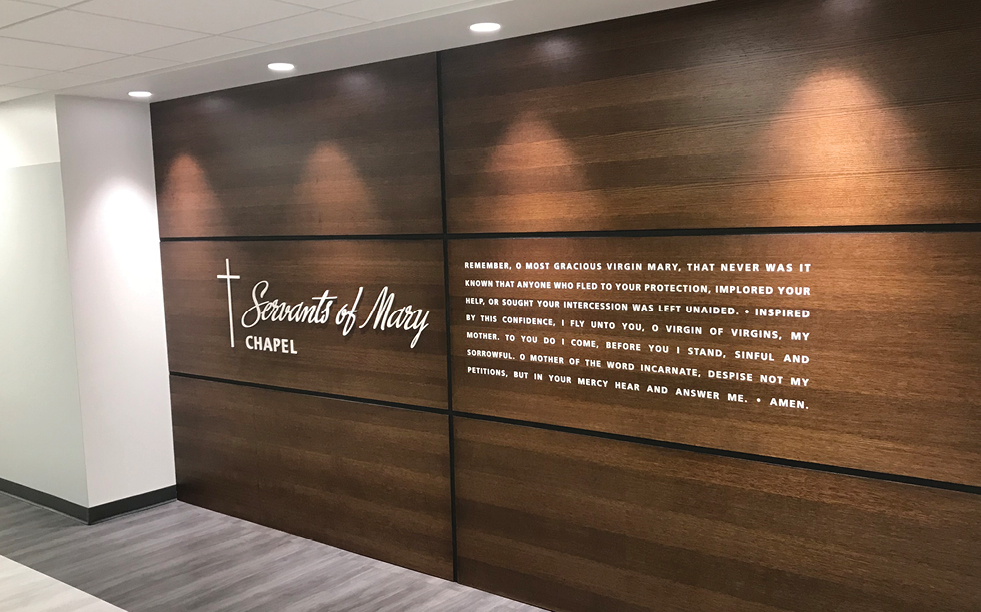 Servants of Mary
CHAPEL
REMEMBER, O MOST GRACIOUS VIRGIN MARY, THAT NEVER WAS IT
KNOWN THAT ANYONE WHO FLED TO YOUR PROTECTION, IMPLORED YOUR
HELP, OR SOUGHT YOUR INTERCESSION WAS LEFT UNAIDED. • INSPIRED
BY THIS CONFIDENCE, I FLY UNTO YOU, O VIRGIN OF VIRGINS, MY
MOTHER. TO YOU DO I COME, BEFORE YOU I STAND, SINFUL AND
SORROWFUL. O MOTHER OF THE WORD INCARNATE, DESPISE NOT MY
PETITIONS, BUT IN YOUR MERCY HEAR AND ANSWER ME. • AMEN.